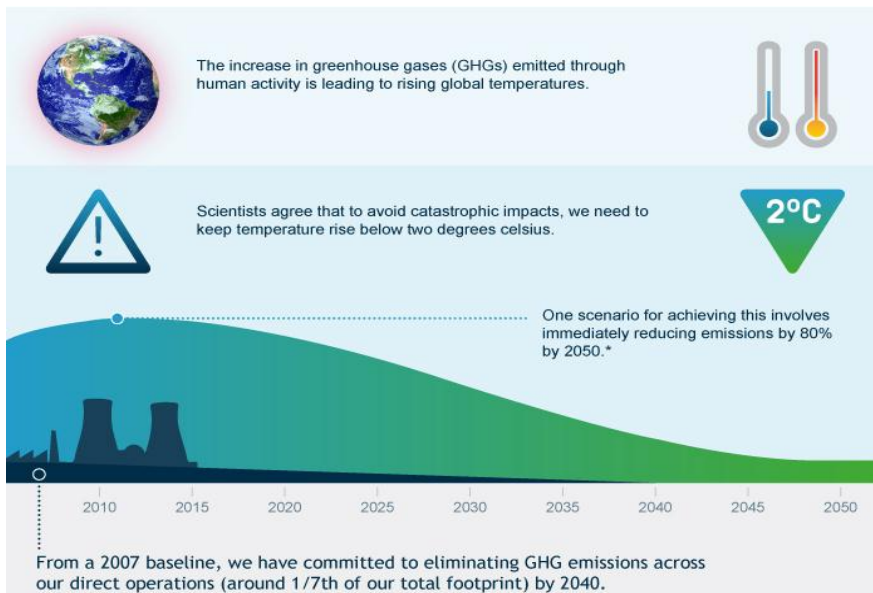 The increase in greenhouse gases (GHGs) emitted through
human activity is leading to rising global temperatures.
Scientists agree that to avoid catastrophic impacts, we need to
keep temperature rise below two degrees celsius.
2ºC
One scenario for achieving this involves
immediately reducing emissions by 80%
by 2050.*
2010 2015 2020 2025 2030 2035 2040 2045 2050
From a 2007 baseline, we have committed to eliminating GHG emissions across
our direct operations (around 1/7th of our total footprint) by 2040.